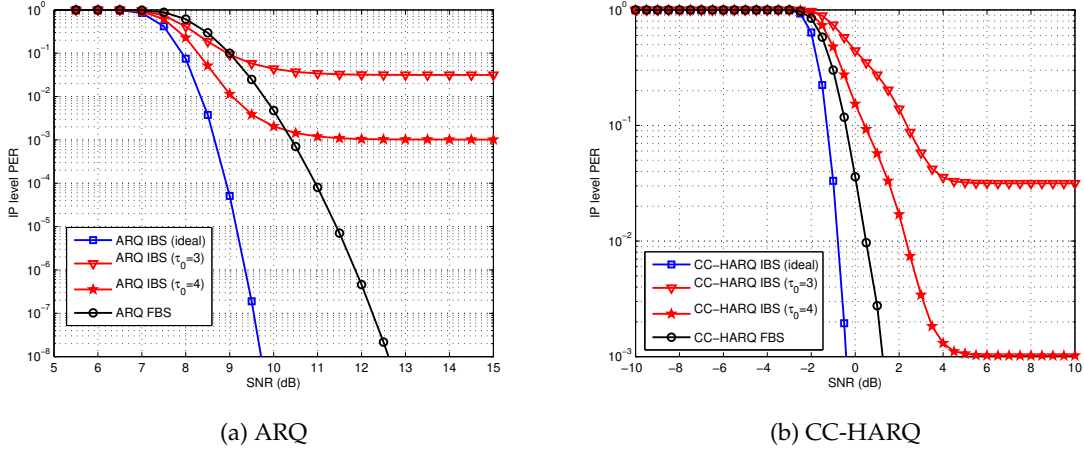 10^0
10^-1
10^-2
10^-3
10^-4
10^-5
10^-6
10^-7
10^-8
IP level PER
ARQ IBS (ideal)
ARQ IBS (τ_0=3)
ARQ IBS (τ_0=4)
ARQ FBS
5 6 7 8 9 10 11 12 13 14 15
SNR (dB)
(a) ARQ
10^0
10^-1
10^-2
10^-3
IP level PER
CC-HARQ IBS (ideal)
CC-HARQ IBS (τ_0=3)
CC-HARQ IBS (τ_0=4)
CC-HARQ FBS
−10 −8 −6 −4 −2 0 2 4 6 8 10
SNR (dB)
(b) CC-HARQ